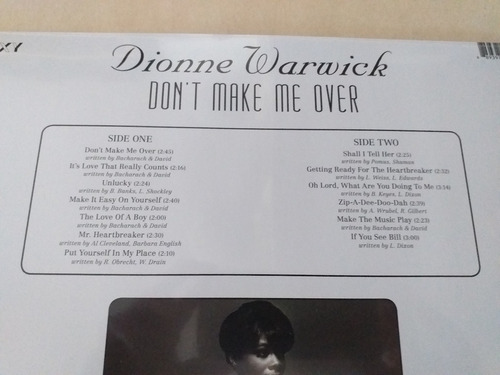 Dionne Warwick
DON'T MAKE ME OVER
SIDE ONE
Don't Make Me Over (2:45)
written by Bacharach & David
It's Love That Really Counts (2:16)
written by Bacharach & David
Unlucky (2:24)
written by B. Banks, L. Shockley
Make It Easy On Yourself (2:40)
written by Bacharach & David
The Love Of A Boy (0:00)
written by Bacharach & David
Mr. Heartbreaker (2:30)
written by Al Cleveland, Barbara English
Put Yourself In My Place (2:10)
written by R. Obrecht, W. Drain
SIDE TWO
Shall I Tell Her (2:25)
written by Pomus, Shuman
Getting Ready For The Heartbreaker (2:32)
written by L. Weiss, L. Edwards
Oh Lord, What Are You Doing To Me (3:14)
written by B. Keyes, L. Dixon
Zip-A-Dee-Doo-Dah (2:39)
written by A. Wrubel, R. Gilbert
Make The Music Play (2:23)
written by Bacharach & David
If You See Bill (3:00)
written by L. Dixon